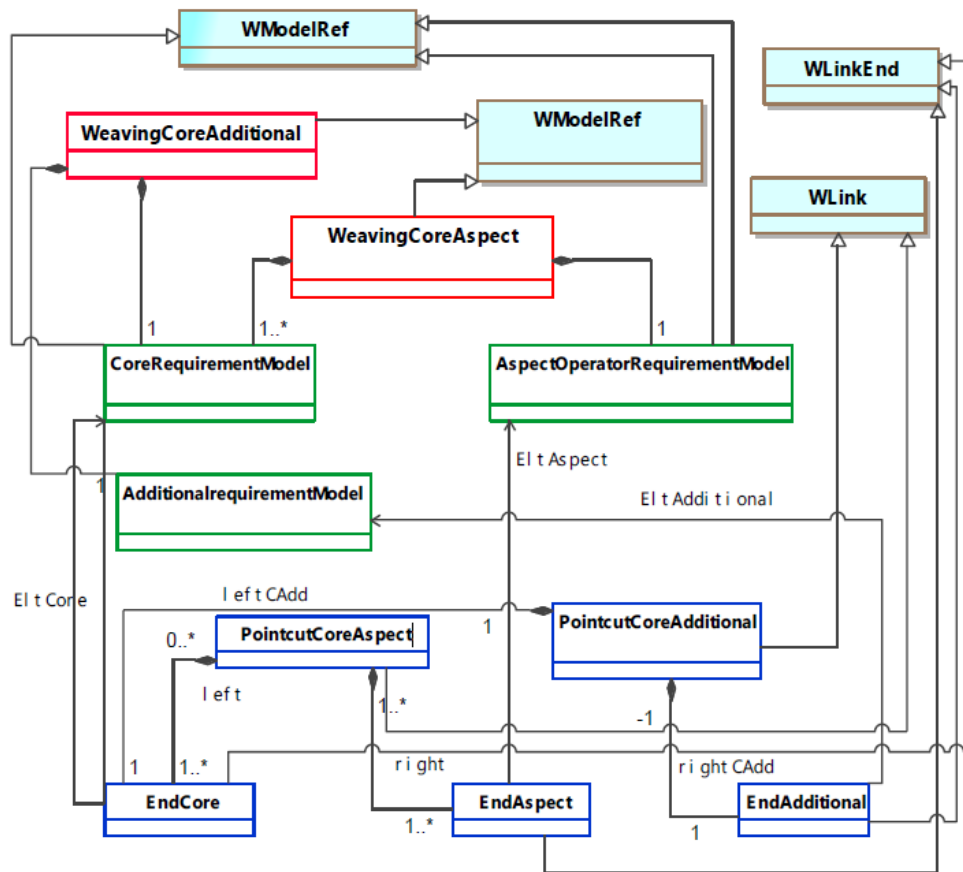 WModelRef
WLinkEnd
WeavingCoreAdditional
WModelRef
WLink
WeavingCoreAspect
1
1..*
1
CoreRequirementModel
AspectOperatorRequirementModel
EltAspect
1
AdditionalrequirementModel
EltAdditional
EltCore
leftCAdd
0..*
PointcutCoreAspect
1
PointcutCoreAdditional
left
1..*
-1
1
1..*
right
rightCAdd
EndCore
EndAspect
EndAdditional
1..*
1